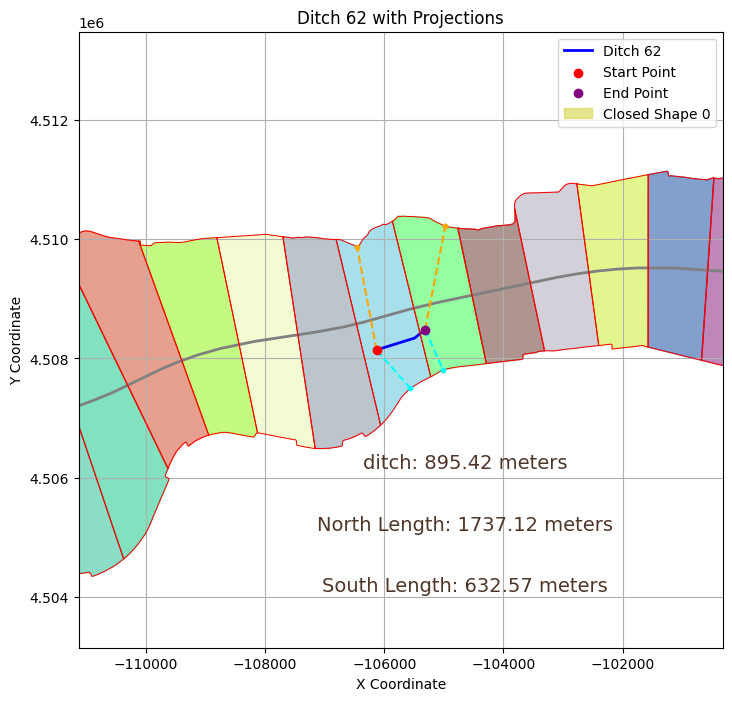 Ditch 62 with Projections
1e6
Ditch 62
Start Point
End Point
Closed Shape 0
4.512
4.510
4.508
4.506
4.504
Y Coordinate
ditch: 895.42 meters
North Length: 1737.12 meters
South Length: 632.57 meters
−110000 −108000 −106000 −104000 −102000
X Coordinate